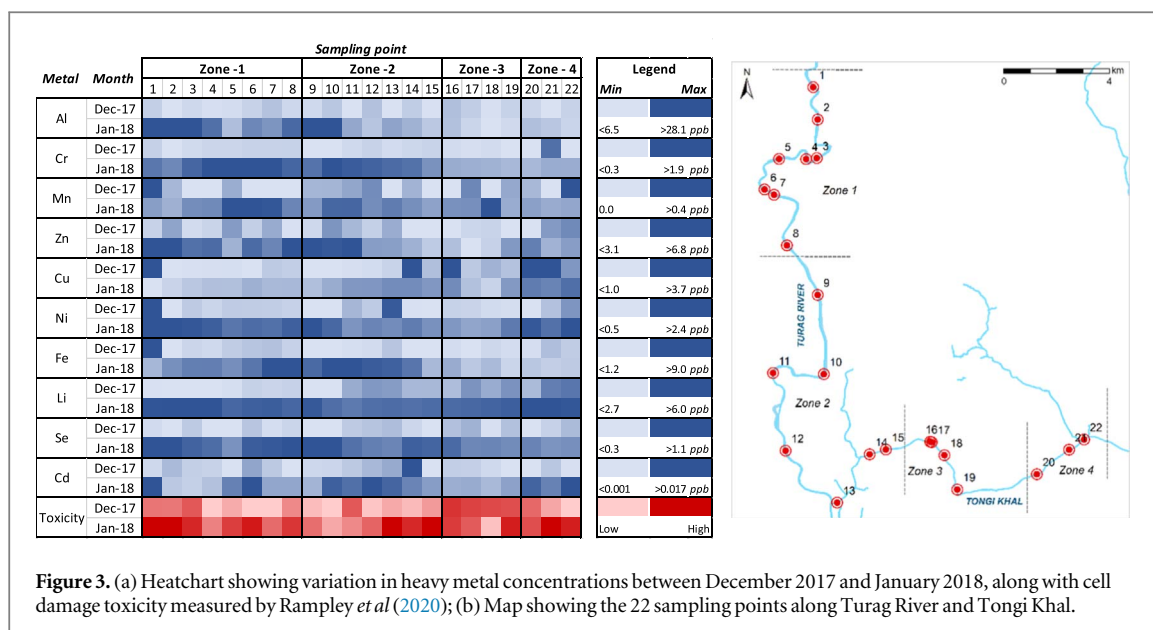 Sampling point
Metal Month Zone -1 Zone -2 Zone -3 Zone - 4 Legend
1 2 3 4 5 6 7 8 9 10 11 12 13 14 15 16 17 18 19 20 21 22 Min Max
Al Dec-17
Jan-18 <6.5 >28.1 ppb
Cr Dec-17
Jan-18 <0.3 >1.9 ppb
Mn Dec-17
Jan-18 0.0 >0.4 ppb
Zn Dec-17
Jan-18 <3.1 >6.8 ppb
Cu Dec-17
Jan-18 <1.0 >3.7 ppb
Ni Dec-17
Jan-18 <0.5 >2.4 ppb
Fe Dec-17
Jan-18 <1.2 >9.0 ppb
Li Dec-17
Jan-18 <2.7 >6.0 ppb
Se Dec-17
Jan-18 <0.3 >1.1 ppb
Cd Dec-17
Jan-18 <0.001 >0.017 ppb
Toxicity Dec-17
Jan-18 Low High
N
km
0 4
1
2
5 4 3
6 7 Zone 1
8
9
TURAG RIVER
11 10
Zone 2
12
13
14 15
1617
18
Zone 3
19
TONGI KHAL
20
21 22
Zone 4
Figure 3. (a) Heatchart showing variation in heavy metal concentrations between December 2017 and January 2018, along with cell
damage toxicity measured by Rampley et al (2020); (b) Map showing the 22 sampling points along Turag River and Tongi Khal.